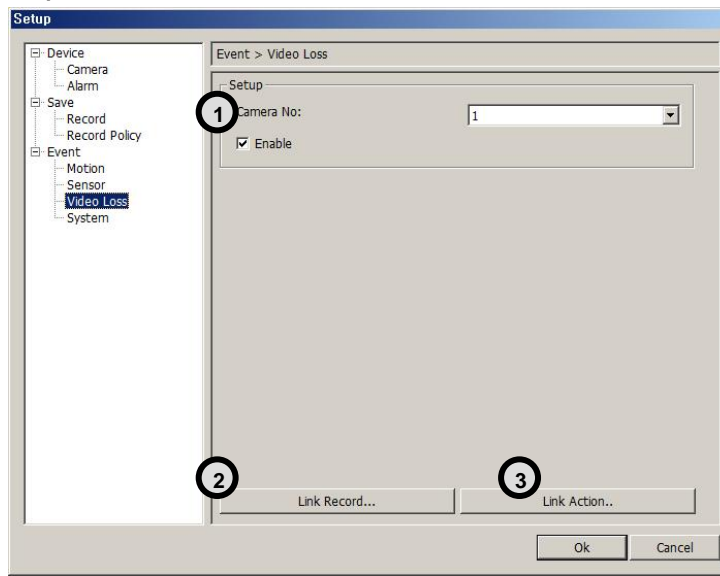 Setup
Device
Camera
Alarm
Save
Record
Record Policy
Event
Motion
Sensor
Video Loss
System
Event > Video Loss
Setup
1
Camera No:
1
Enable
2
Link Record...
3
Link Action..
Ok
Cancel